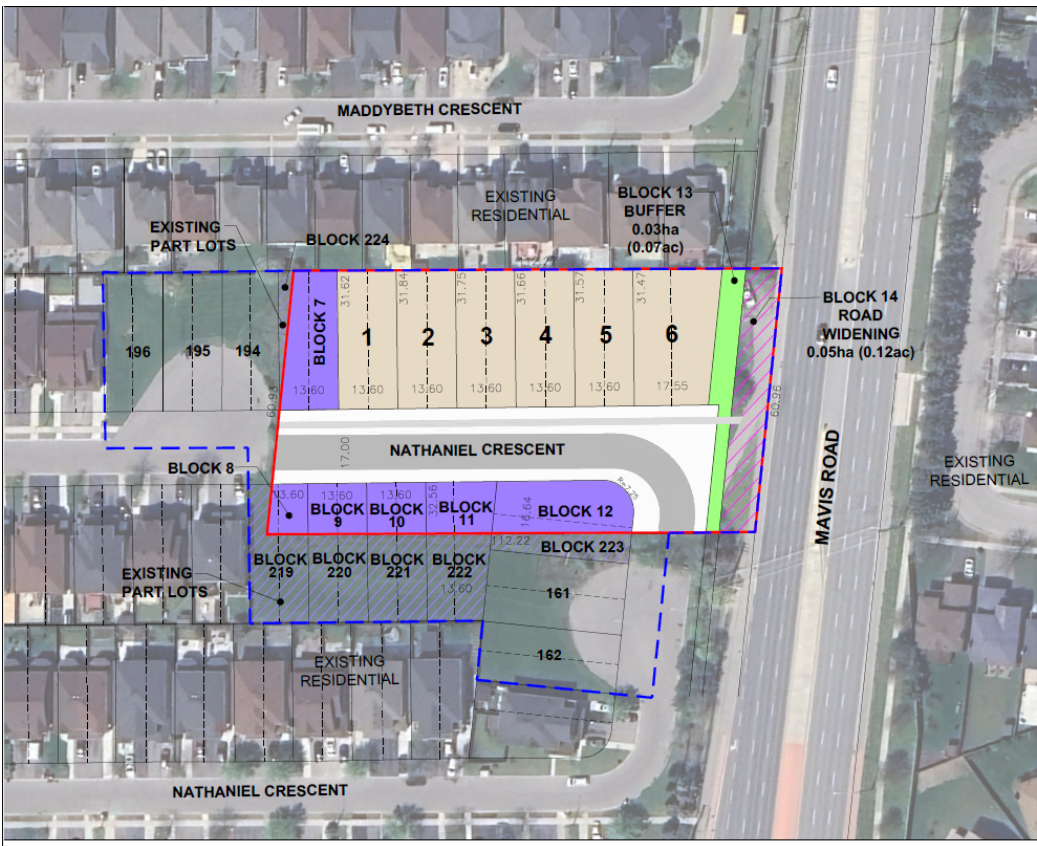 MADDYBETH CRESCENT
EXISTING
RESIDENTIAL
BLOCK 13
BUFFER
0.03ha
(0.07ac)
EXISTING
PART LOTS
BLOCK 224
BLOCK 14
ROAD
WIDENING
0.05ha (0.12ac)
BLOCK 7
31.62
31.84
31.75
31.66
31.57
31.47
196
195
194
1
2
3
4
5
6
13.60
13.60
13.60
13.60
13.60
13.60
17.55
60.93
60.96
17.00
NATHANIEL CRESCENT
MAVIS ROAD
EXISTING
RESIDENTIAL
BLOCK 8
13.60
13.60
13.60
32.56
16.64
R=7.25
BLOCK
9
BLOCK
10
BLOCK
11
BLOCK 12
112.22
BLOCK 223
BLOCK
219
BLOCK
220
BLOCK
221
BLOCK
222
13.60
EXISTING
PART LOTS
161
162
EXISTING
RESIDENTIAL
NATHANIEL CRESCENT